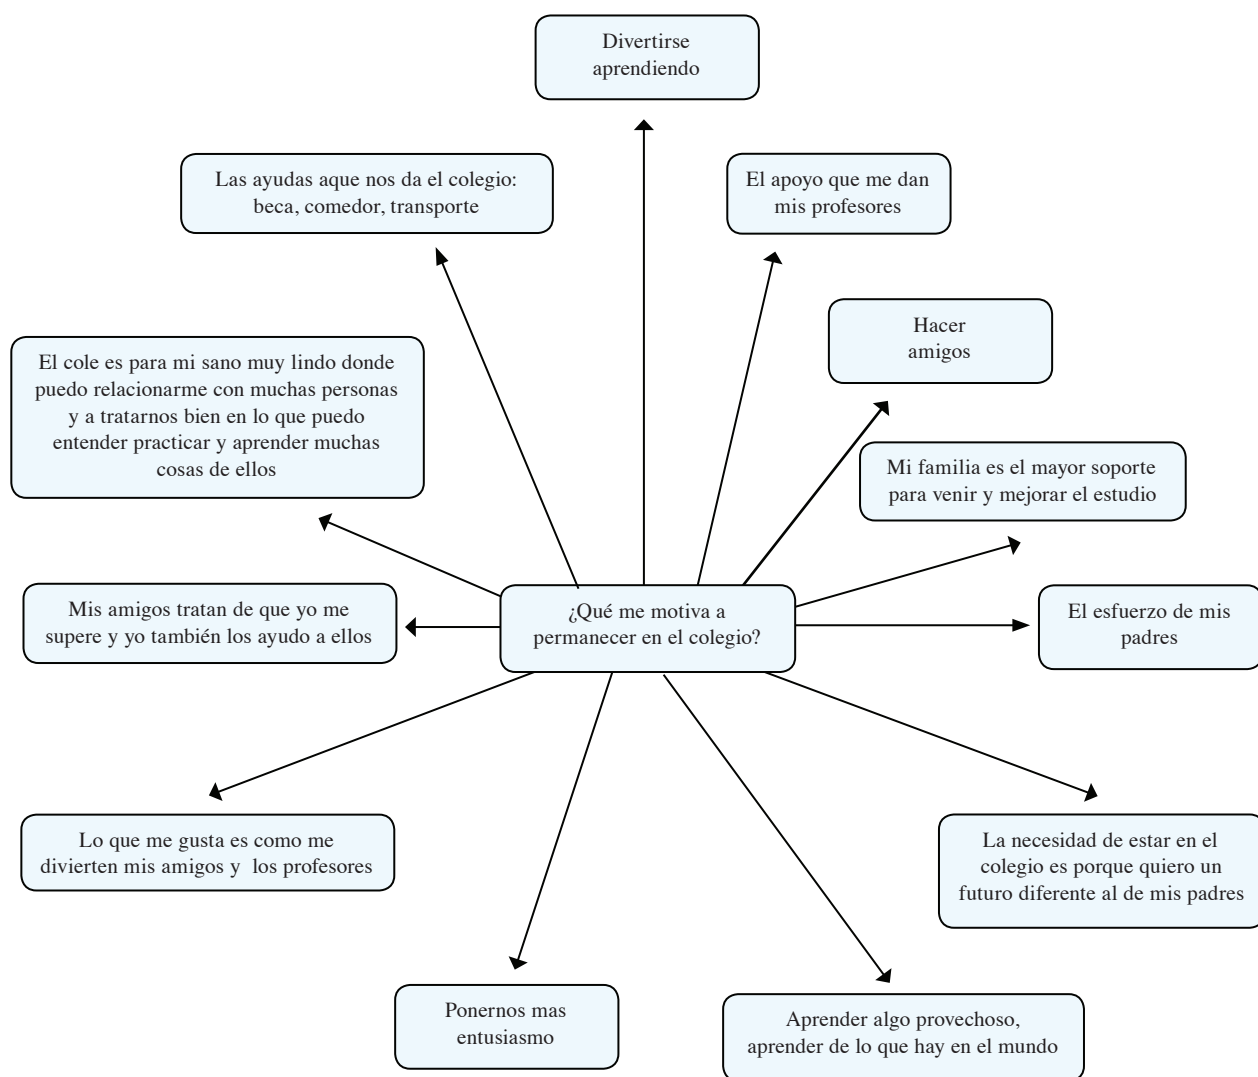 Divertirse
aprendiendo
Las ayudas aque nos da el colegio:
beca, comedor, transporte
El apoyo que me dan
mis profesores
Hacer
amigos
El cole es para mi sano muy lindo donde
puedo relacionarme con muchas personas
y a tratarnos bien en lo que puedo
entender practicar y aprender muchas
cosas de ellos
Mi familia es el mayor soporte
para venir y mejorar el estudio
Mis amigos tratan de que yo me
supere y yo también los ayudo a ellos
¿Qué me motiva a
permanecer en el colegio?
El esfuerzo de mis
padres
Lo que me gusta es como me
divierten mis amigos y  los profesores
La necesidad de estar en el
colegio es porque quiero un
futuro diferente al de mis padres
Ponernos mas
entusiasmo
Aprender algo provechoso,
aprender de lo que hay en el mundo